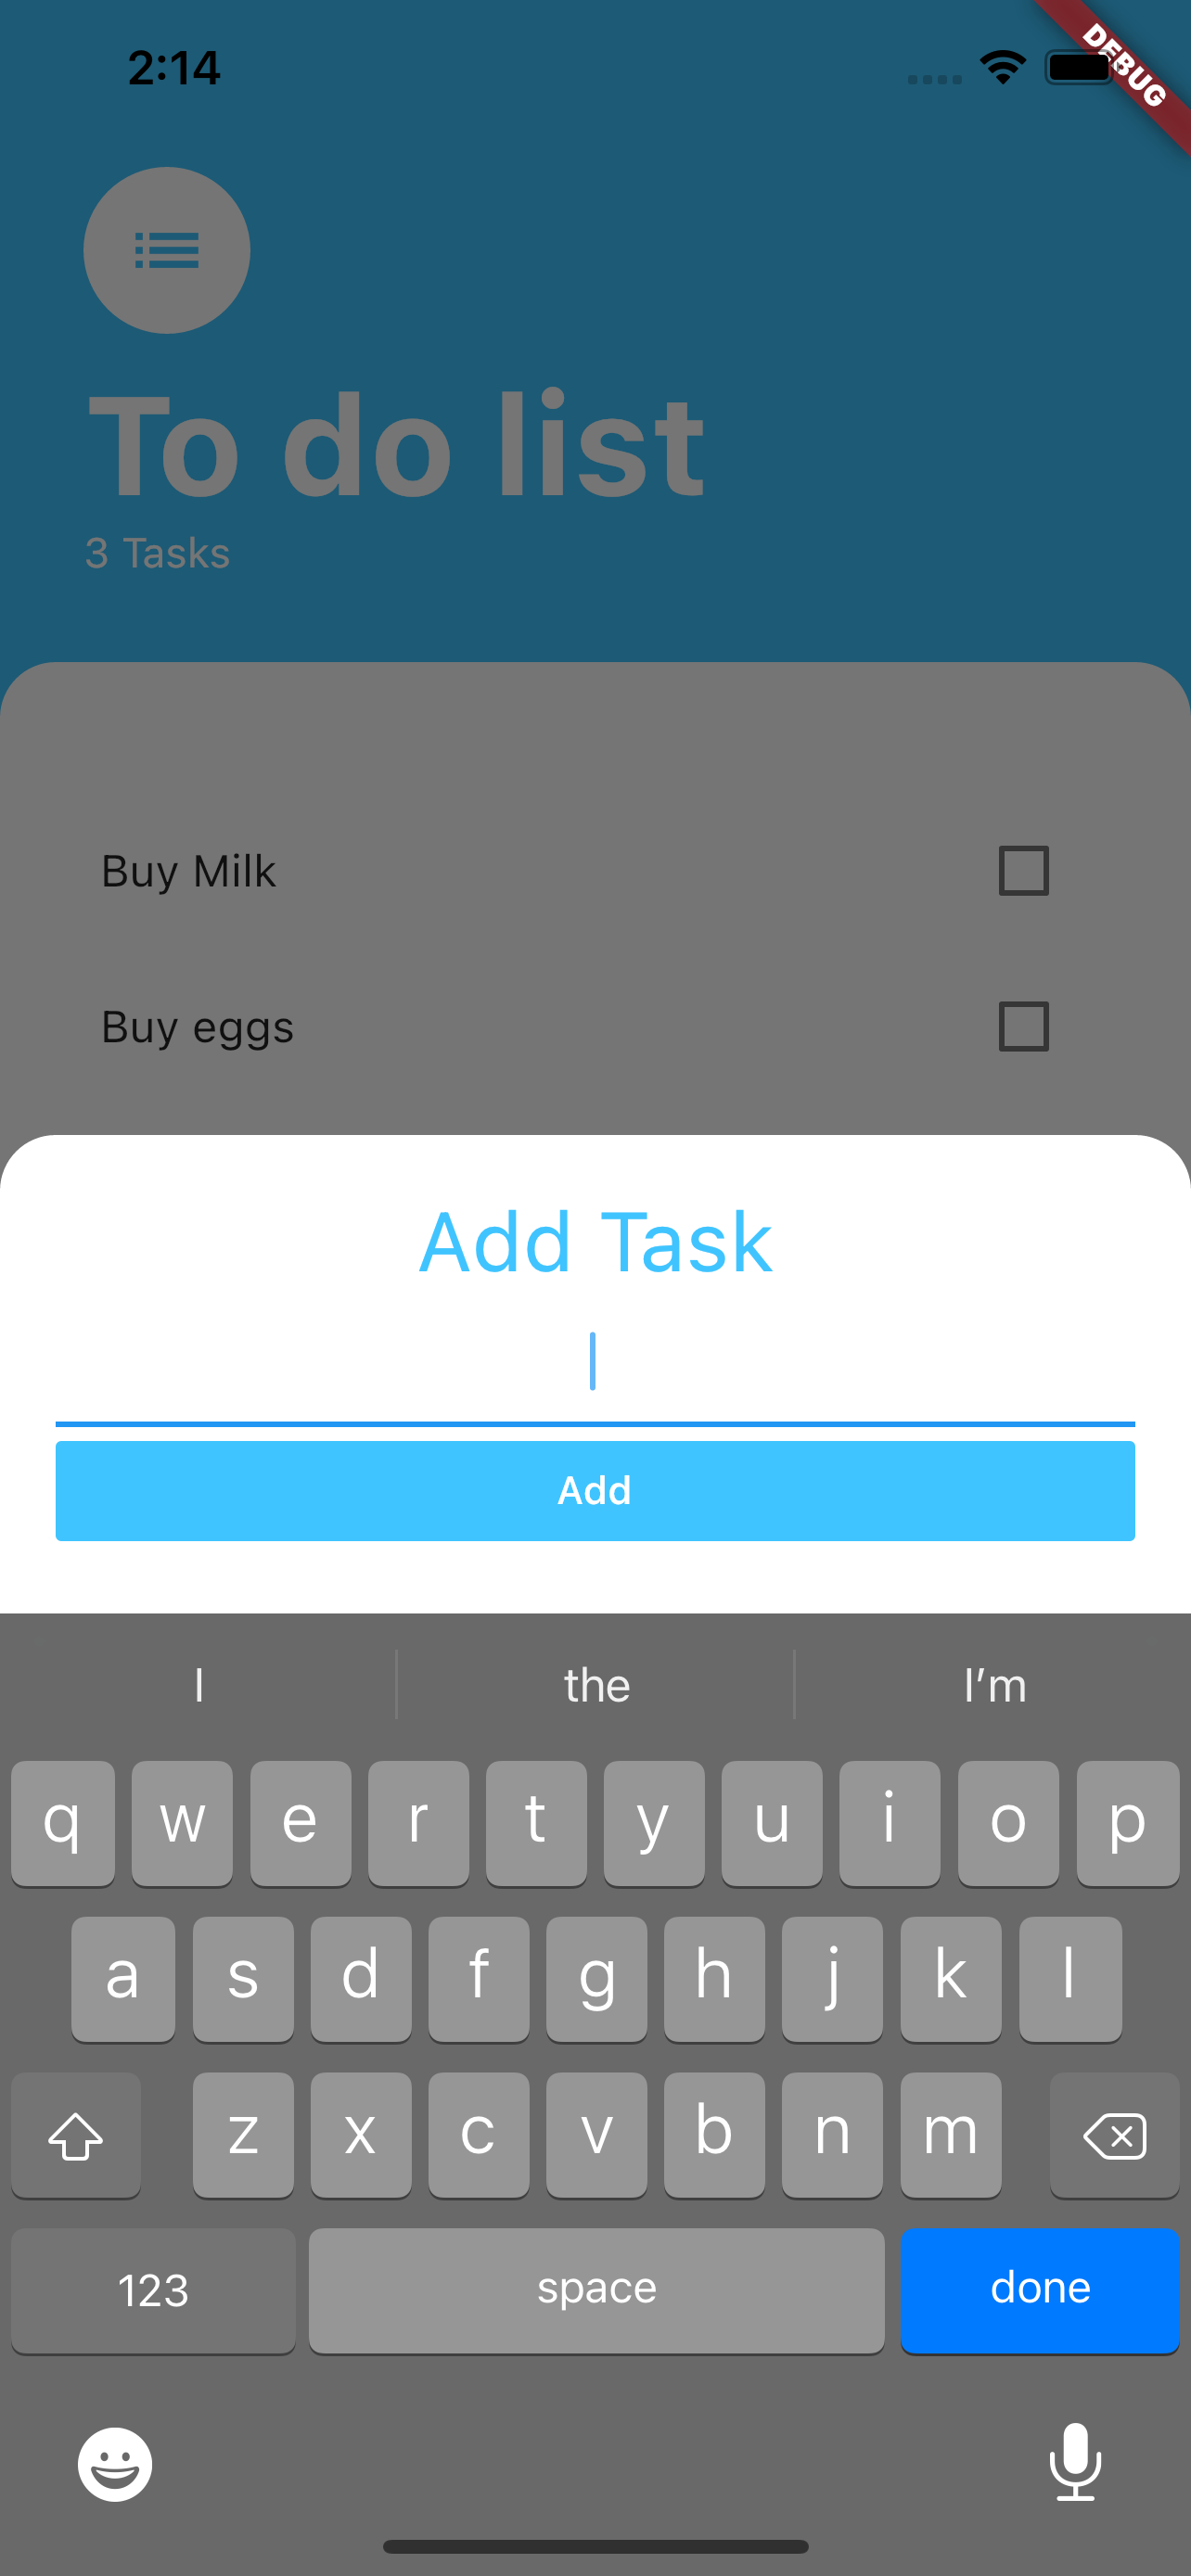 2:14
DEBUG
To do list
3 Tasks
Buy Milk
Buy eggs
Add Task
Add
I the I’m
q w e r t y u i o p
a s d f g h j k l
z x c v b n m
123 space done